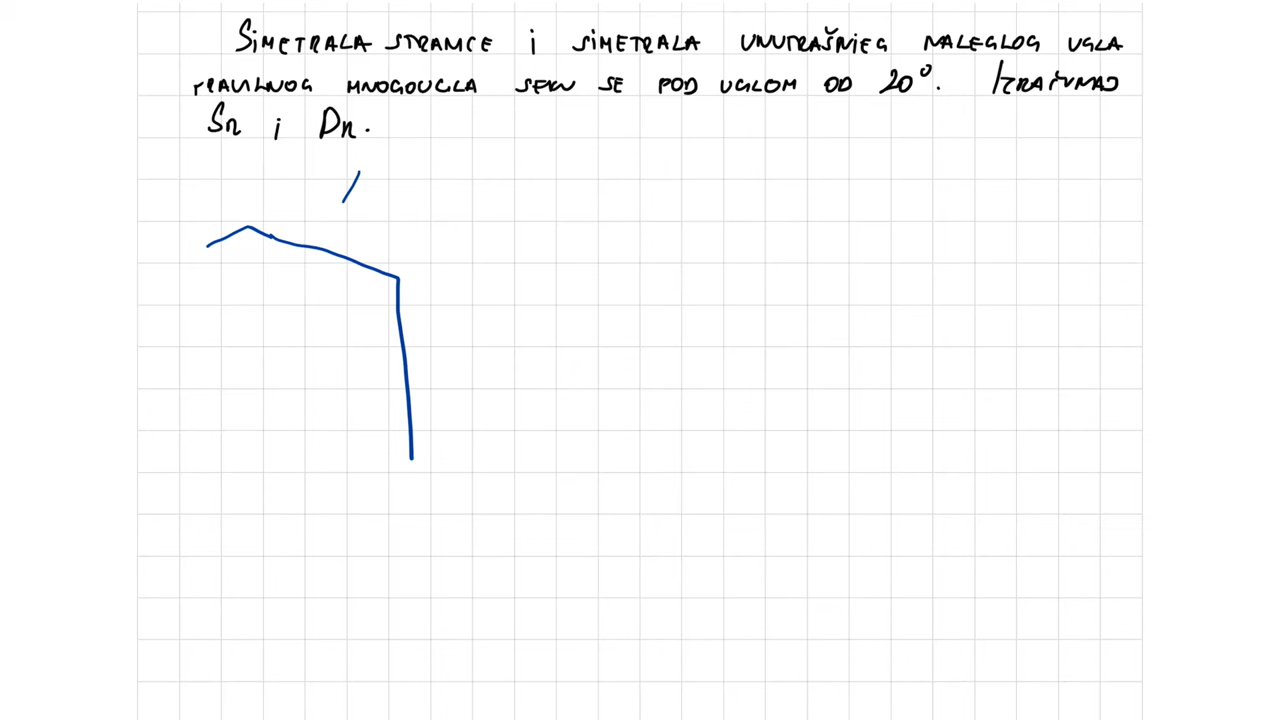 SIMETRALA STRANICE i SIMETRALA UNUTRAŠNJEG NALEGLOG UGLA
PRAVILNOG MNOGOUGLA SEKU SE POD UGLOM OD 20°. IZRAČUNAJ
Sn i Dn.